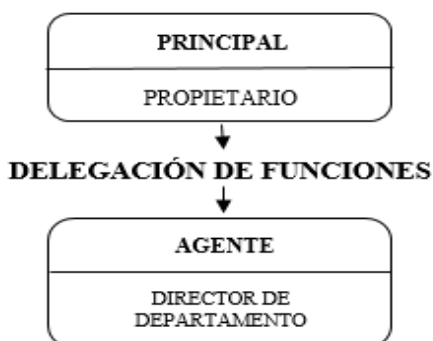 PRINCIPAL
PROPIETARIO
DELEGACIÓN DE FUNCIONES
AGENTE
DIRECTOR DE
DEPARTAMENTO